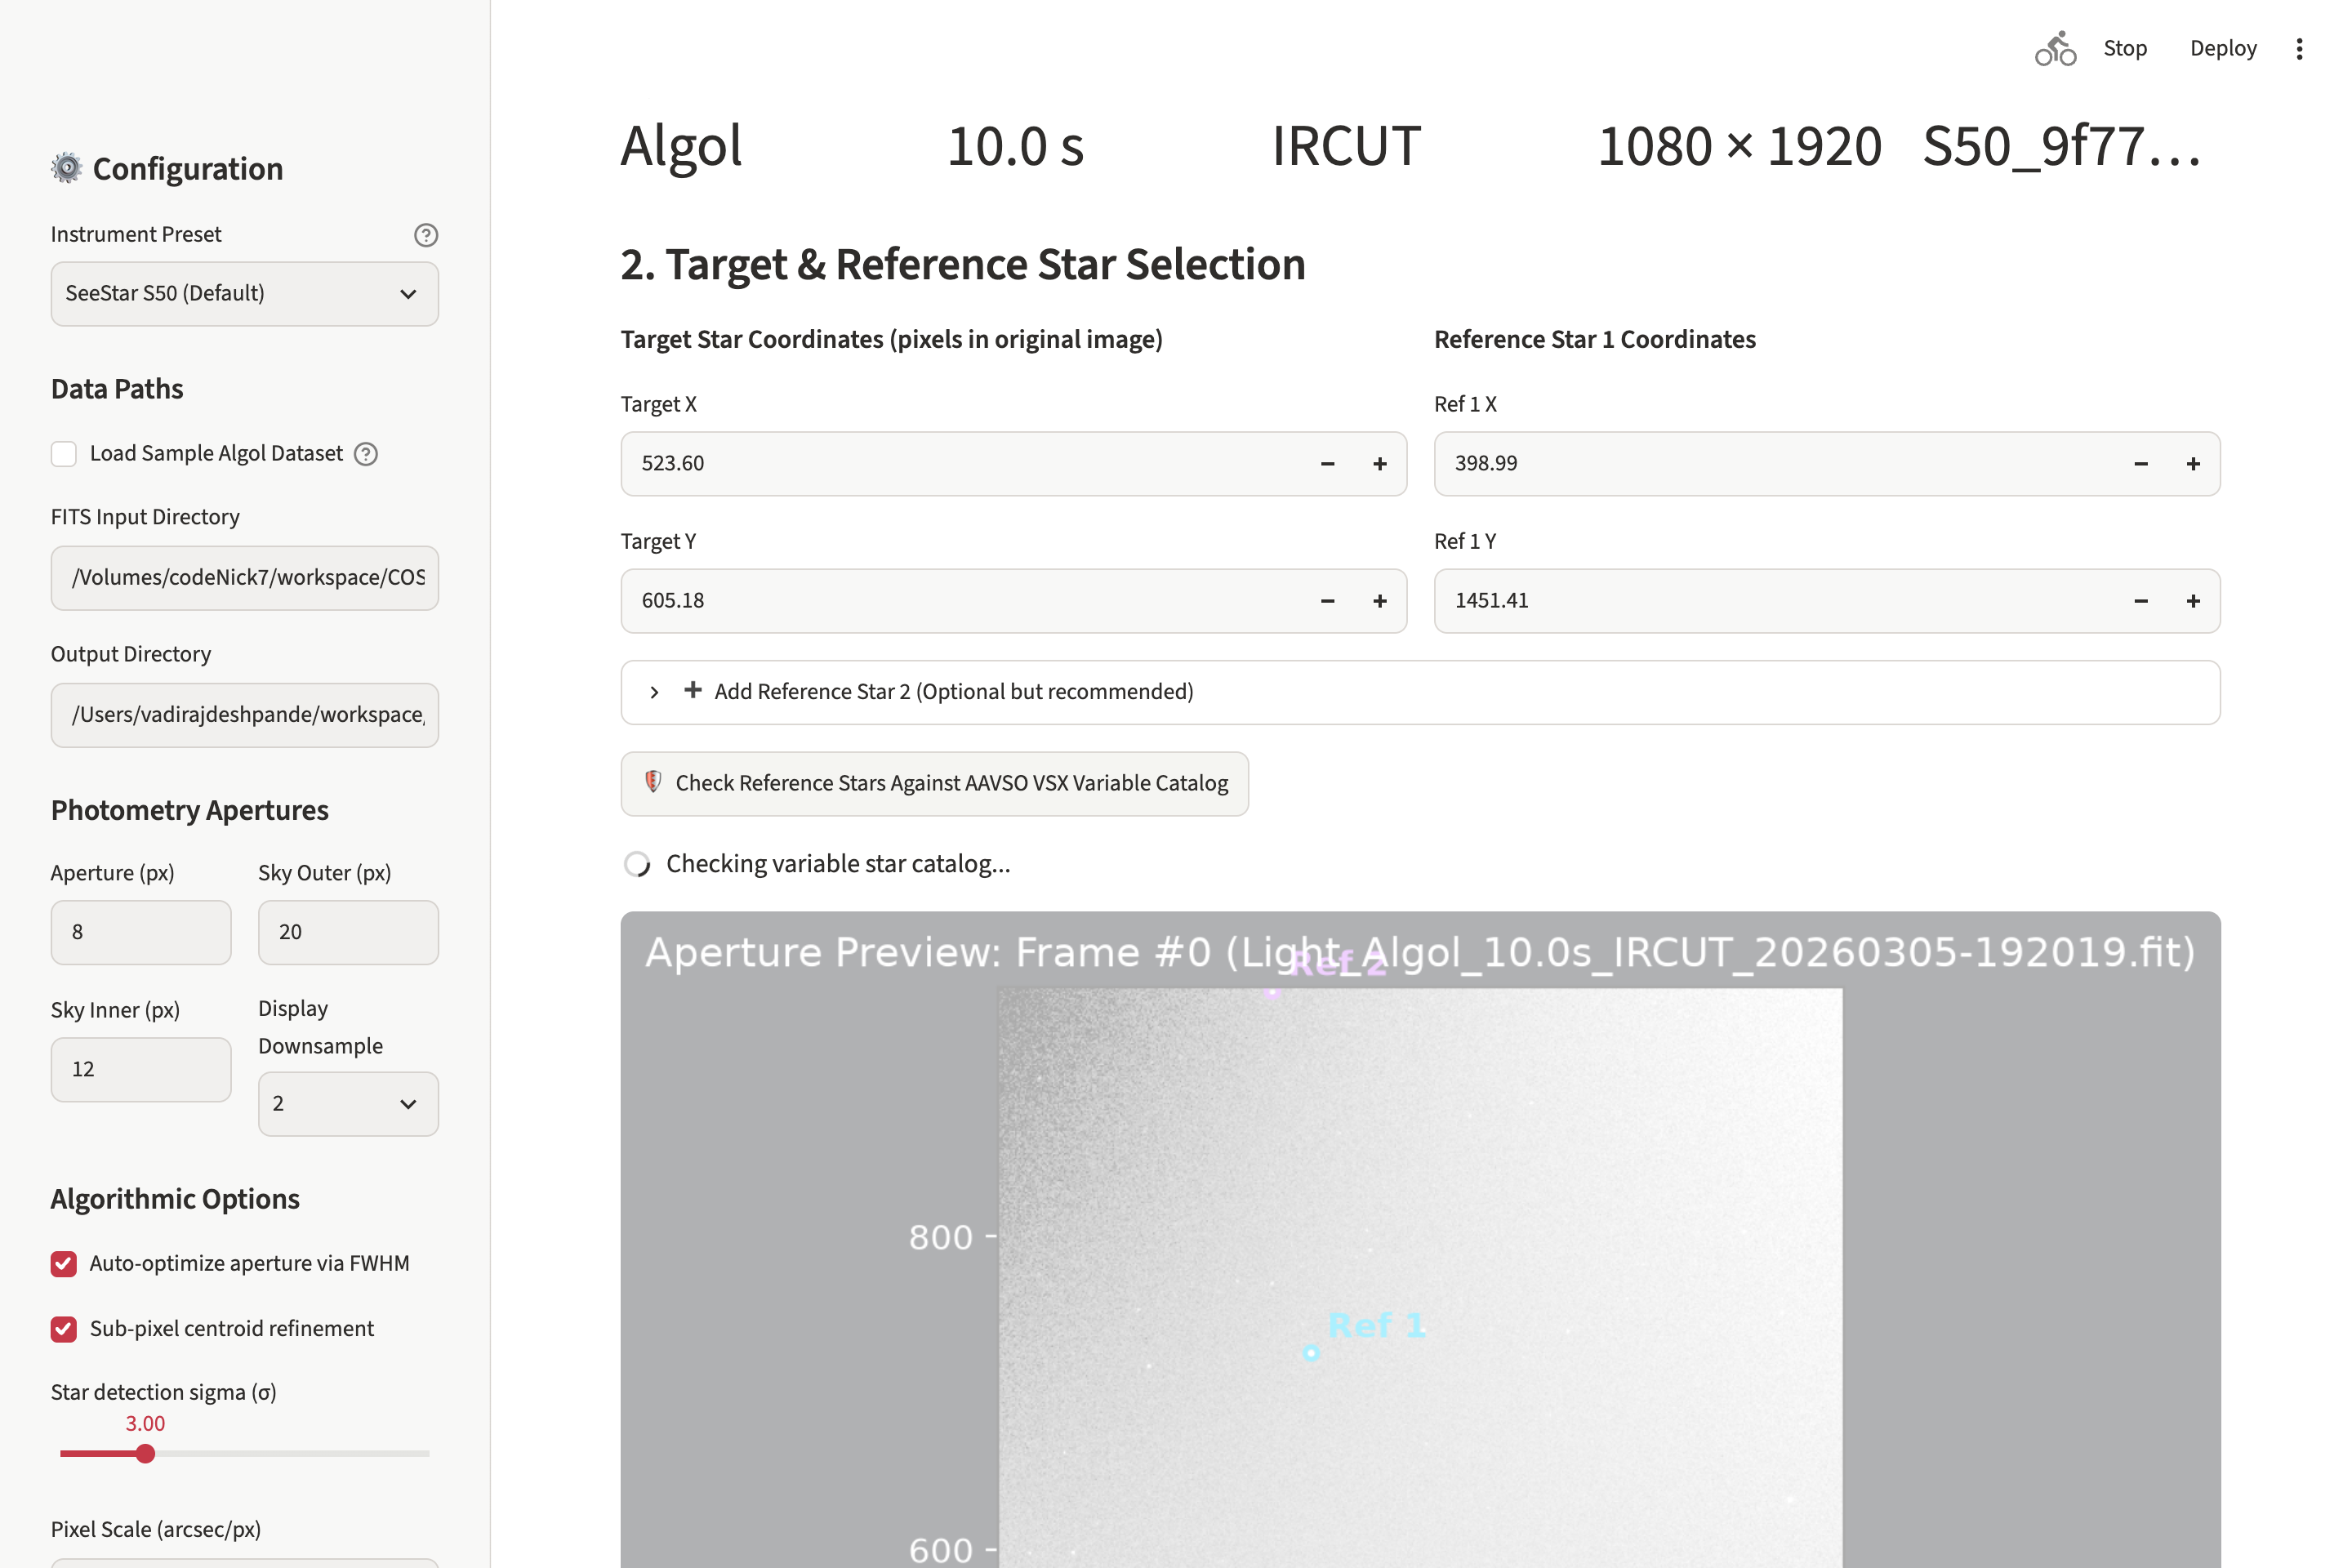 Stop
Deploy
Algol
10.0 s
IRCUT
1080 × 1920
S50_9f77…
Configuration
Instrument Preset
SeeStar S50 (Default)
Data Paths
Load Sample Algol Dataset
FITS Input Directory
/Volumes/codeNick7/workspace/COS
Output Directory
/Users/vadirajdeshpande/workspace/
Photometry Apertures
Aperture (px)
8
Sky Outer (px)
20
Sky Inner (px)
12
Display
Downsample
2
Algorithmic Options
Auto-optimize aperture via FWHM
Sub-pixel centroid refinement
Star detection sigma (σ)
3.00
Pixel Scale (arcsec/px)
2. Target & Reference Star Selection
Target Star Coordinates (pixels in original image)
Target X
523.60
Target Y
605.18
Reference Star 1 Coordinates
Ref 1 X
398.99
Ref 1 Y
1451.41
Add Reference Star 2 (Optional but recommended)
Check Reference Stars Against AAVSO VSX Variable Catalog
Checking variable star catalog...
Aperture Preview: Frame #0 (Light_Algol_10.0s_IRCUT_20260305-192019.fit)
Ref 2
800
Ref 1
600